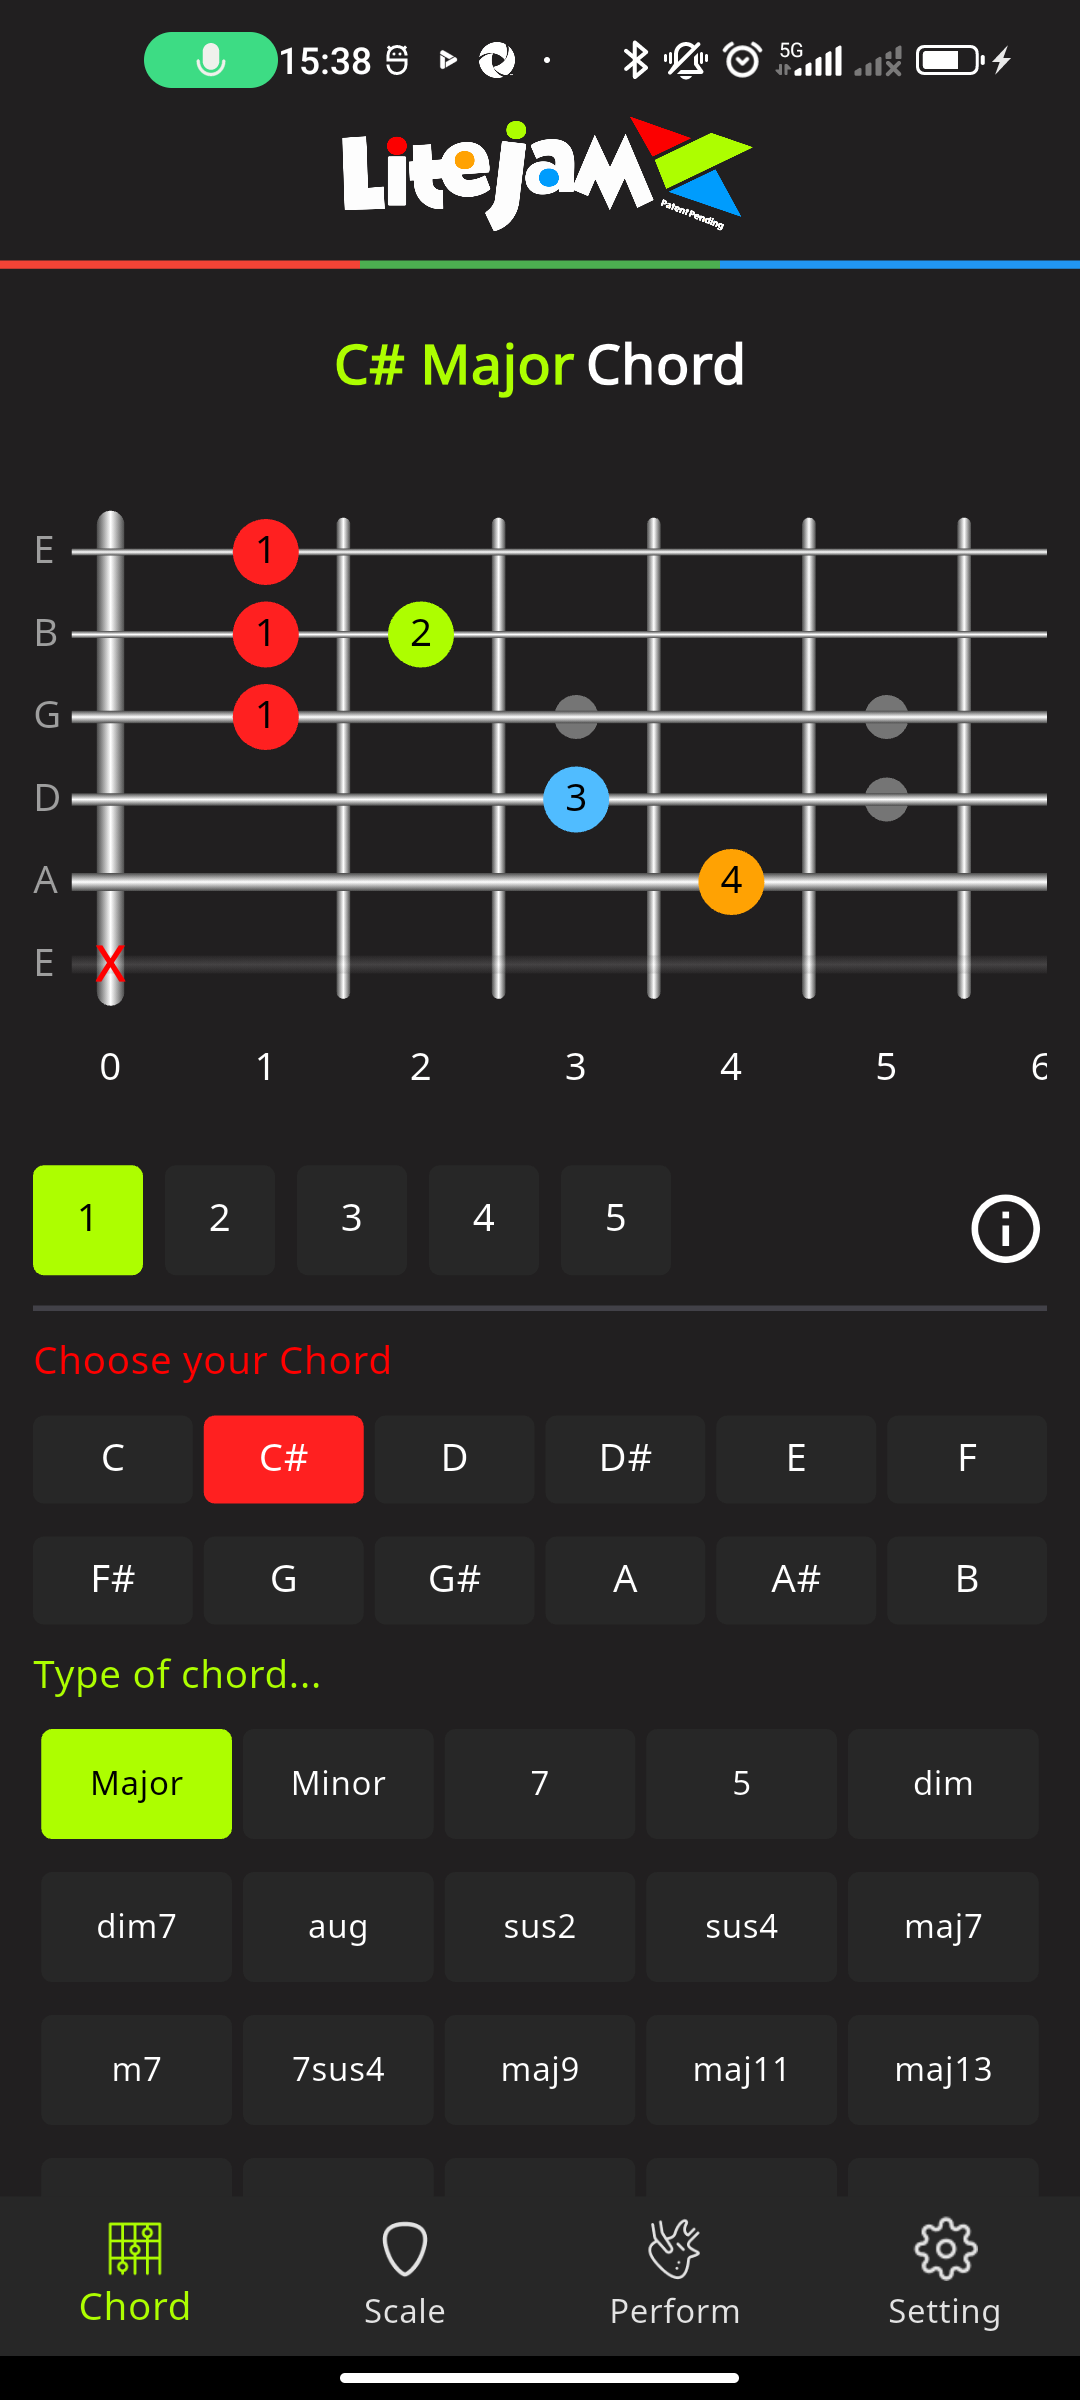 15:38 5G
Litejam
Patent Pending
C# Major Chord
E 1
B 1 2
G 1
D 3
A 4
E X
0 1 2 3 4 5 6
1 2 3 4 5
Choose your Chord
C C# D D# E F
F# G G# A A# B
Type of chord...
Major Minor 7 5 dim
dim7 aug sus2 sus4 maj7
m7 7sus4 maj9 maj11 maj13
Chord Scale Perform Setting